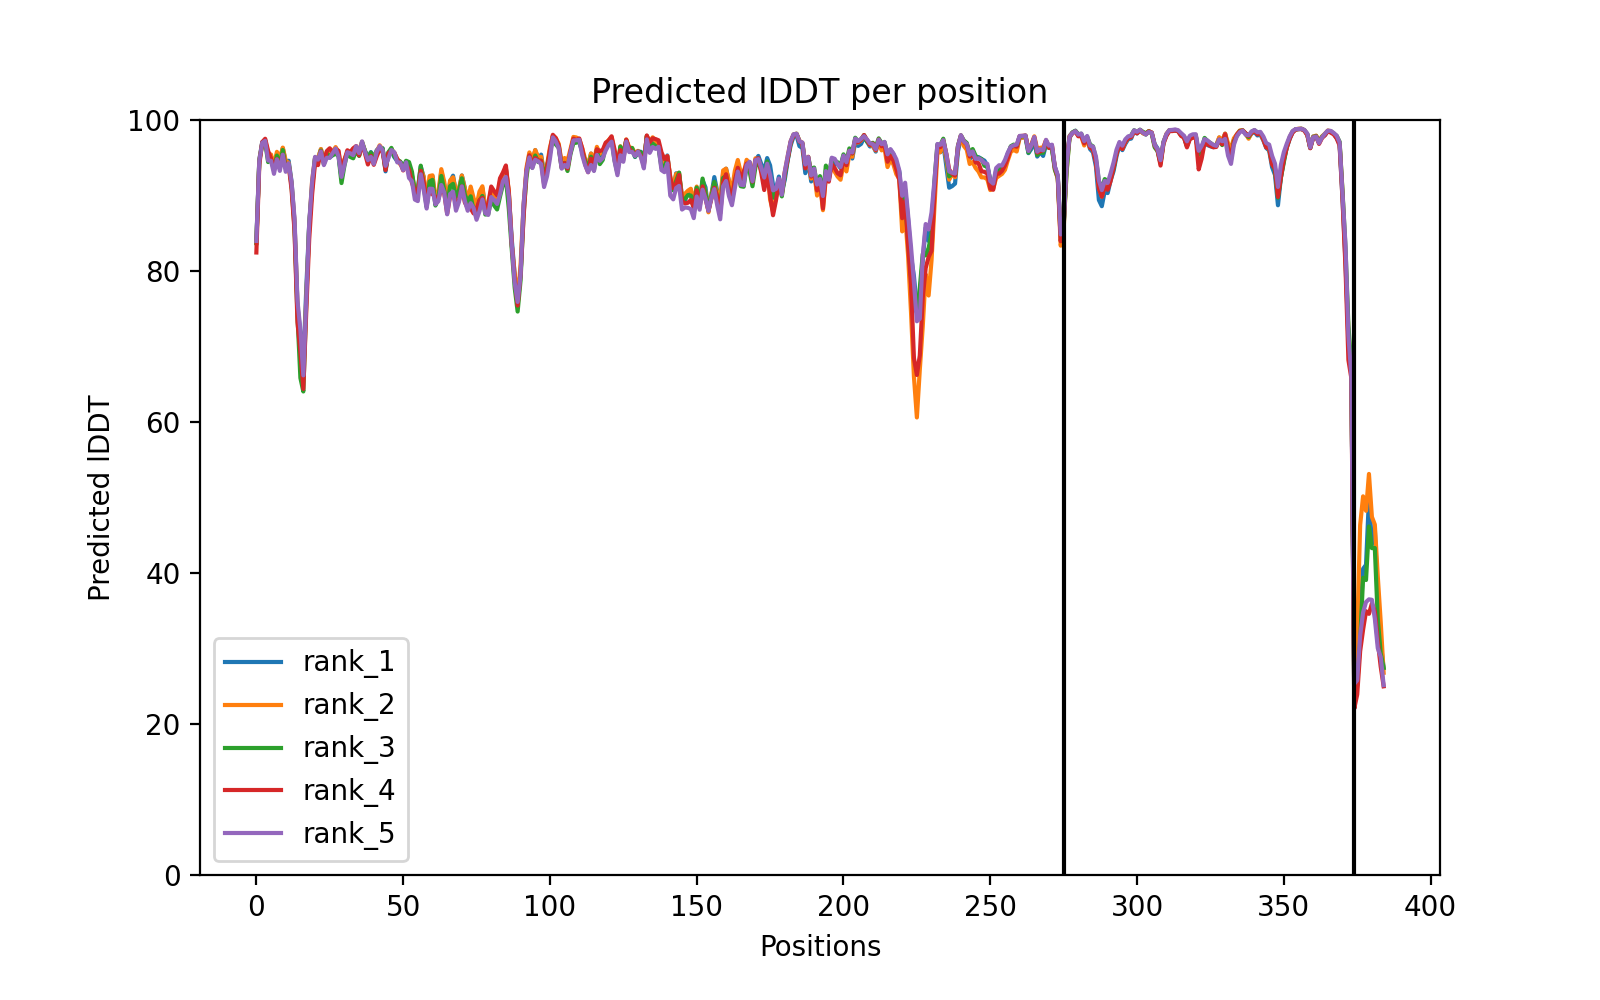 Predicted lDDT per position
100
80
60
40
20
0
Predicted lDDT
rank_1
rank_2
rank_3
rank_4
rank_5
0 50 100 150 200 250 300 350 400
Positions